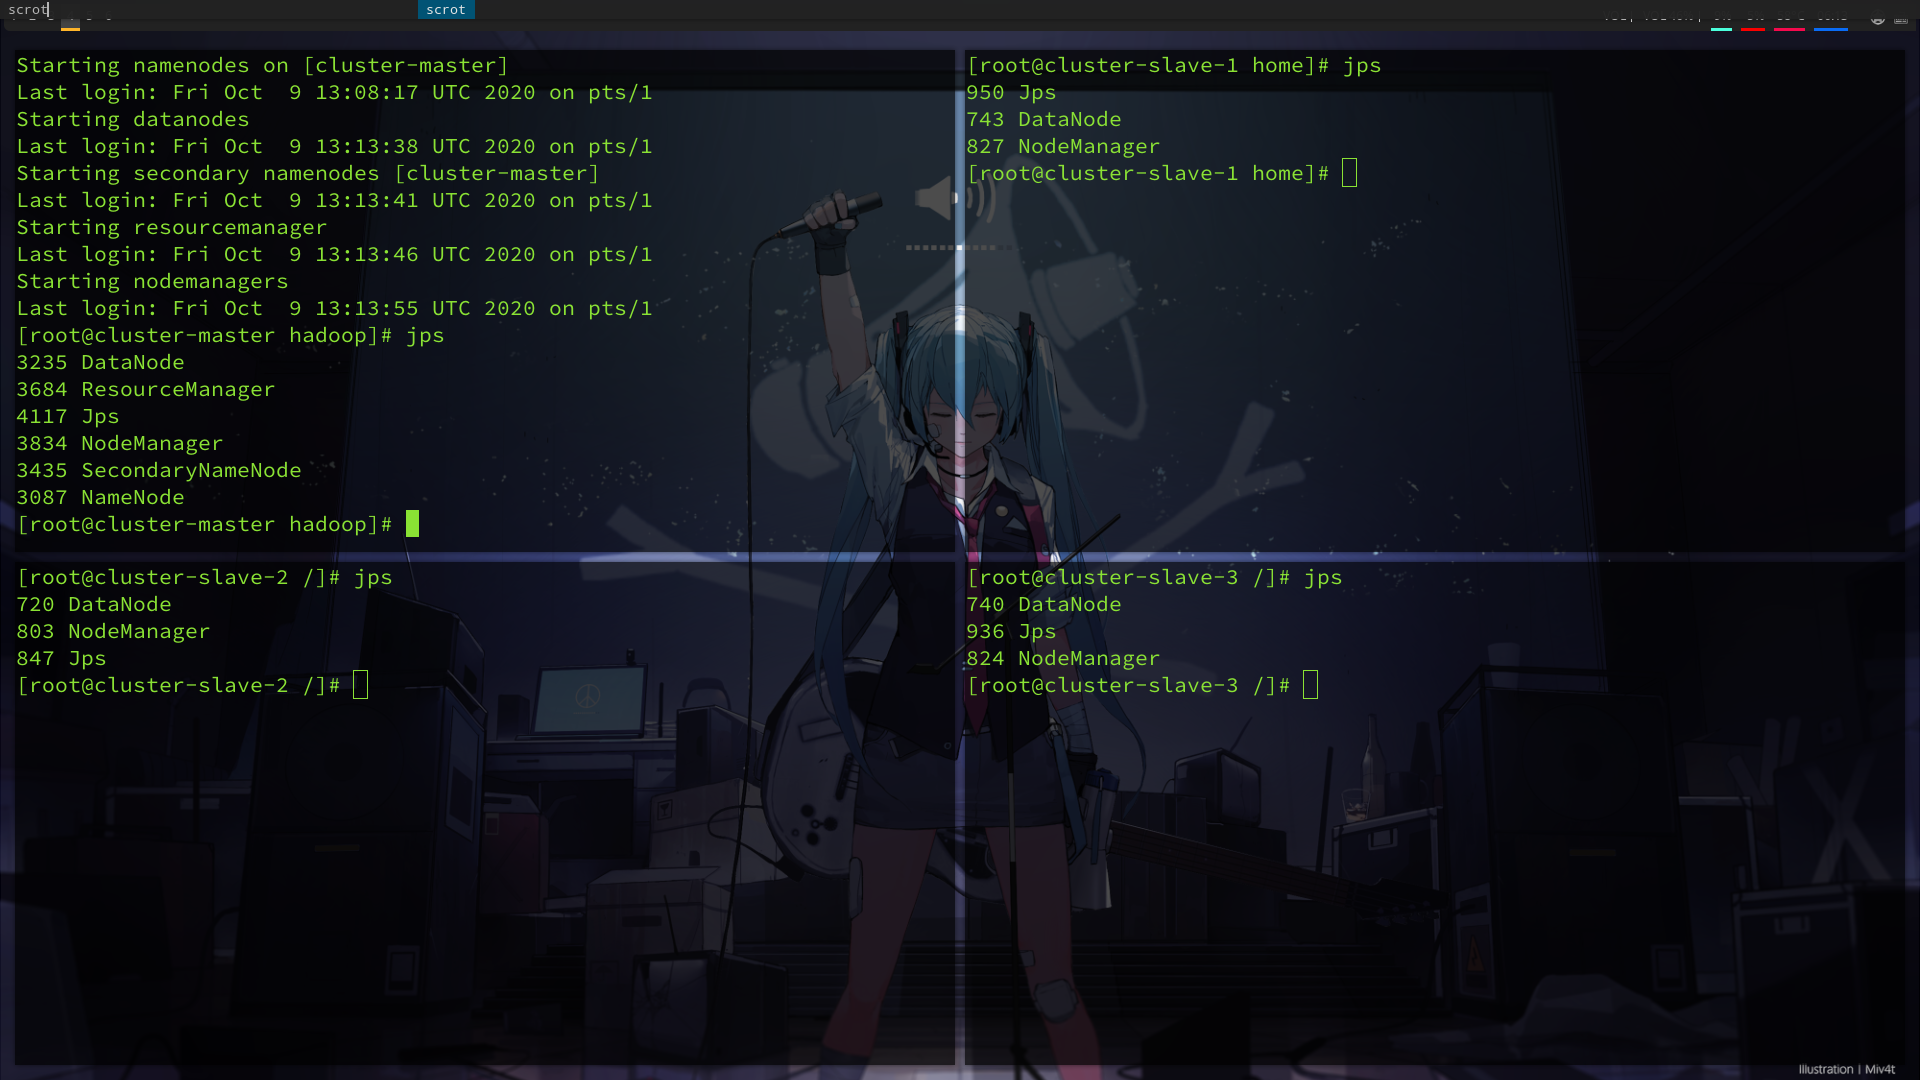 scrot
scrot
Starting namenodes on [cluster-master]
Last login: Fri Oct  9 13:08:17 UTC 2020 on pts/1
Starting datanodes
Last login: Fri Oct  9 13:13:38 UTC 2020 on pts/1
Starting secondary namenodes [cluster-master]
Last login: Fri Oct  9 13:13:41 UTC 2020 on pts/1
Starting resourcemanager
Last login: Fri Oct  9 13:13:46 UTC 2020 on pts/1
Starting nodemanagers
Last login: Fri Oct  9 13:13:55 UTC 2020 on pts/1
[root@cluster-master hadoop]# jps
3235 DataNode
3684 ResourceManager
4117 Jps
3834 NodeManager
3435 SecondaryNameNode
3087 NameNode
[root@cluster-master hadoop]#
[root@cluster-slave-1 home]# jps
950 Jps
743 DataNode
827 NodeManager
[root@cluster-slave-1 home]#
[root@cluster-slave-2 /]# jps
720 DataNode
803 NodeManager
847 Jps
[root@cluster-slave-2 /]#
[root@cluster-slave-3 /]# jps
740 DataNode
936 Jps
824 NodeManager
[root@cluster-slave-3 /]#
Illustration | Miv4t